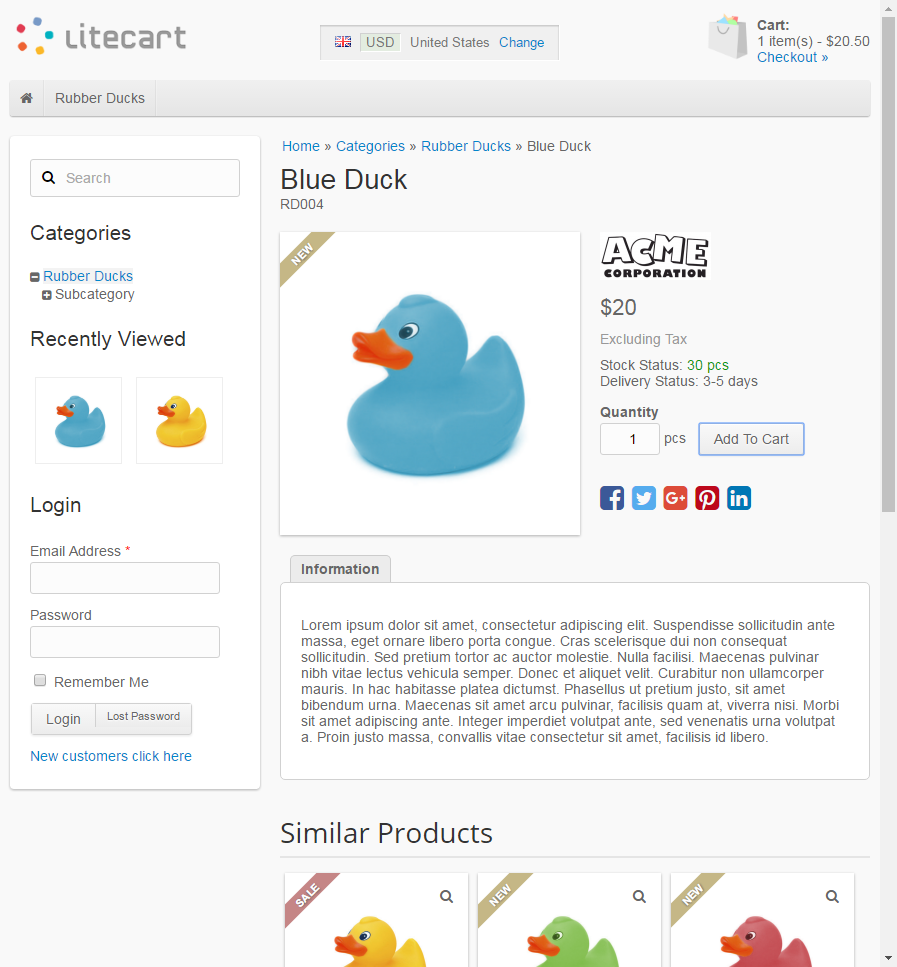 litecart
USD United States Change
Cart:
1 item(s) - $20.50
Checkout »
Rubber Ducks
Search
Categories
Rubber Ducks
Subcategory
Recently Viewed
Login
Email Address *
Password
Remember Me
Login Lost Password
New customers click here
Home » Categories » Rubber Ducks » Blue Duck
Blue Duck
RD004
NEW
ACME
CORPORATION
$20
Excluding Tax
Stock Status: 30 pcs
Delivery Status: 3-5 days
Quantity
1 pcs Add To Cart
Information
Lorem ipsum dolor sit amet, consectetur adipiscing elit. Suspendisse sollicitudin ante
massa, eget ornare libero porta congue. Cras scelerisque dui non consequat
sollicitudin. Sed pretium tortor ac auctor molestie. Nulla facilisi. Maecenas pulvinar
nibh vitae lectus vehicula semper. Donec et aliquet velit. Curabitur non ullamcorper
mauris. In hac habitasse platea dictumst. Phasellus ut pretium justo, sit amet
bibendum urna. Maecenas sit amet arcu pulvinar, facilisis quam at, viverra nisi. Morbi
sit amet adipiscing ante. Integer imperdiet volutpat ante, sed venenatis urna volutpat
a. Proin justo massa, convallis vitae consectetur sit amet, facilisis id libero.
Similar Products
SALE
NEW
NEW